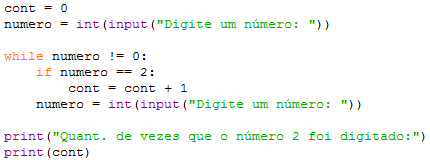 cont = 0
numero = int(input("Digite um número: "))
while numero != 0:
    if numero == 2:
        cont = cont + 1
    numero = int(input("Digite um número: "))
print("Quant. de vezes que o número 2 foi digitado:")
print(cont)